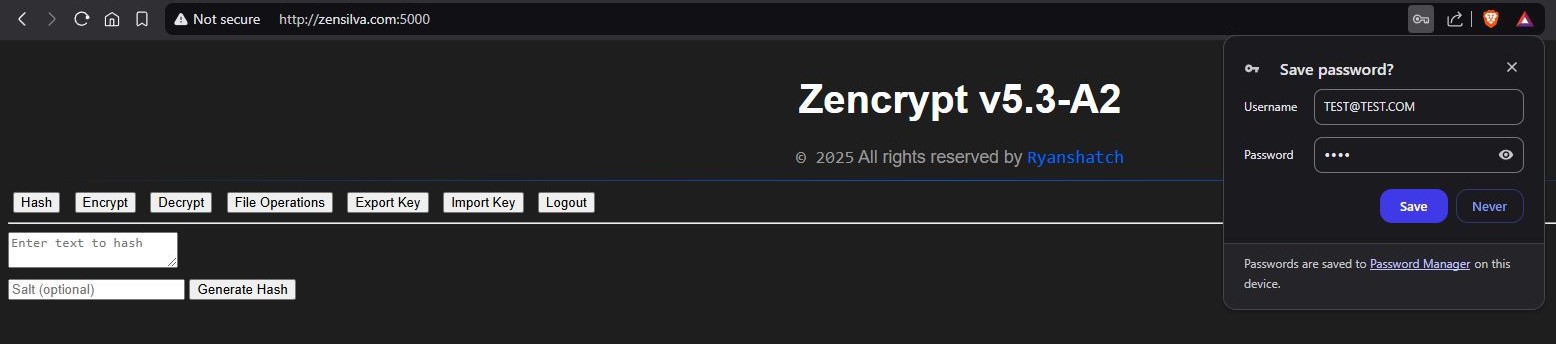 Not secure http://zensilva.com:5000
Save password?
Username TEST@TEST.COM
Password ••••
Save Never
Passwords are saved to Password Manager on this
device.
Zencrypt v5.3-A2
© 2025 All rights reserved by Ryanshatch
Hash Encrypt Decrypt File Operations Export Key Import Key Logout
Enter text to hash
Salt (optional) Generate Hash